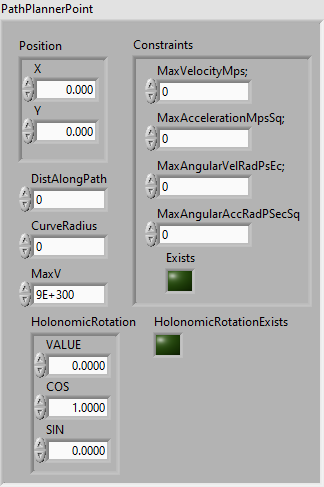 PathPlannerPoint
Position
X
0.000
Y
0.000
DistAlongPath
0
CurveRadius
0
MaxV
9E+300
Constraints
MaxVelocityMps;
0
MaxAccelerationMpsSq;
0
MaxAngularVelRadPsEc;
0
MaxAngularAccRadPSecSq
0
Exists
HolonomicRotation
VALUE
0.0000
COS
1.0000
SIN
0.0000
HolonomicRotationExists